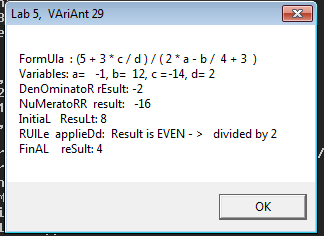 Lab 5, VAriAnt 29
FormUla : (5 + 3 * c / d ) / ( 2 * a - b / 4 + 3 )
Variables: a= -1, b= 12, c =-14, d= 2
DenOminatoR rEsult: -2
NuMeratoRR result: -16
InitiaL ResuLt: 8
RUlLe applieDd: Result is EVEN - > divided by 2
FinAL reSult: 4
OK